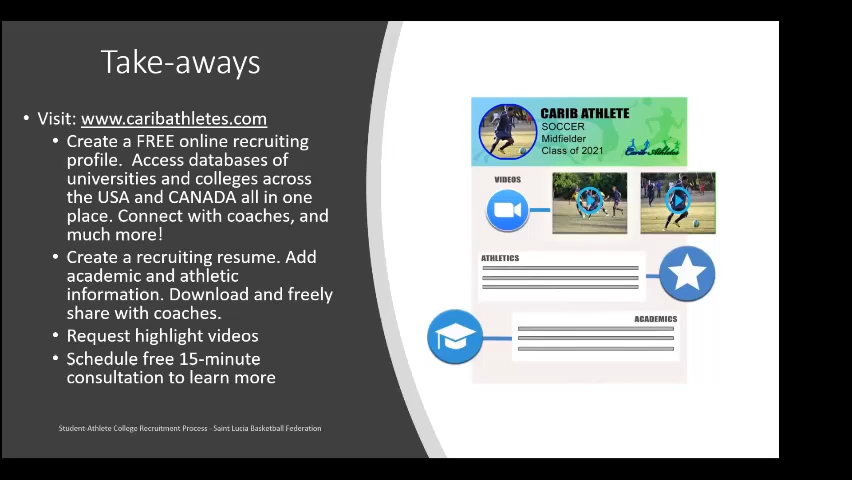 Take-aways
• Visit: www.caribathletes.com
• Create a FREE online recruiting
profile. Access databases of
universities and colleges across
the USA and CANADA all in one
place. Connect with coaches, and
much more!
• Create a recruiting resume. Add
academic and athletic
information. Download and freely
share with coaches.
• Request highlight videos
• Schedule free 15-minute
consultation to learn more
Student-Athlete College Recruitment Process - Saint Lucia Basketball Federation
CARIB ATHLETE
SOCCER
Midfielder
Class of 2021
Carib Athletes
VIDEOS
ATHLETICS
ACADEMICS